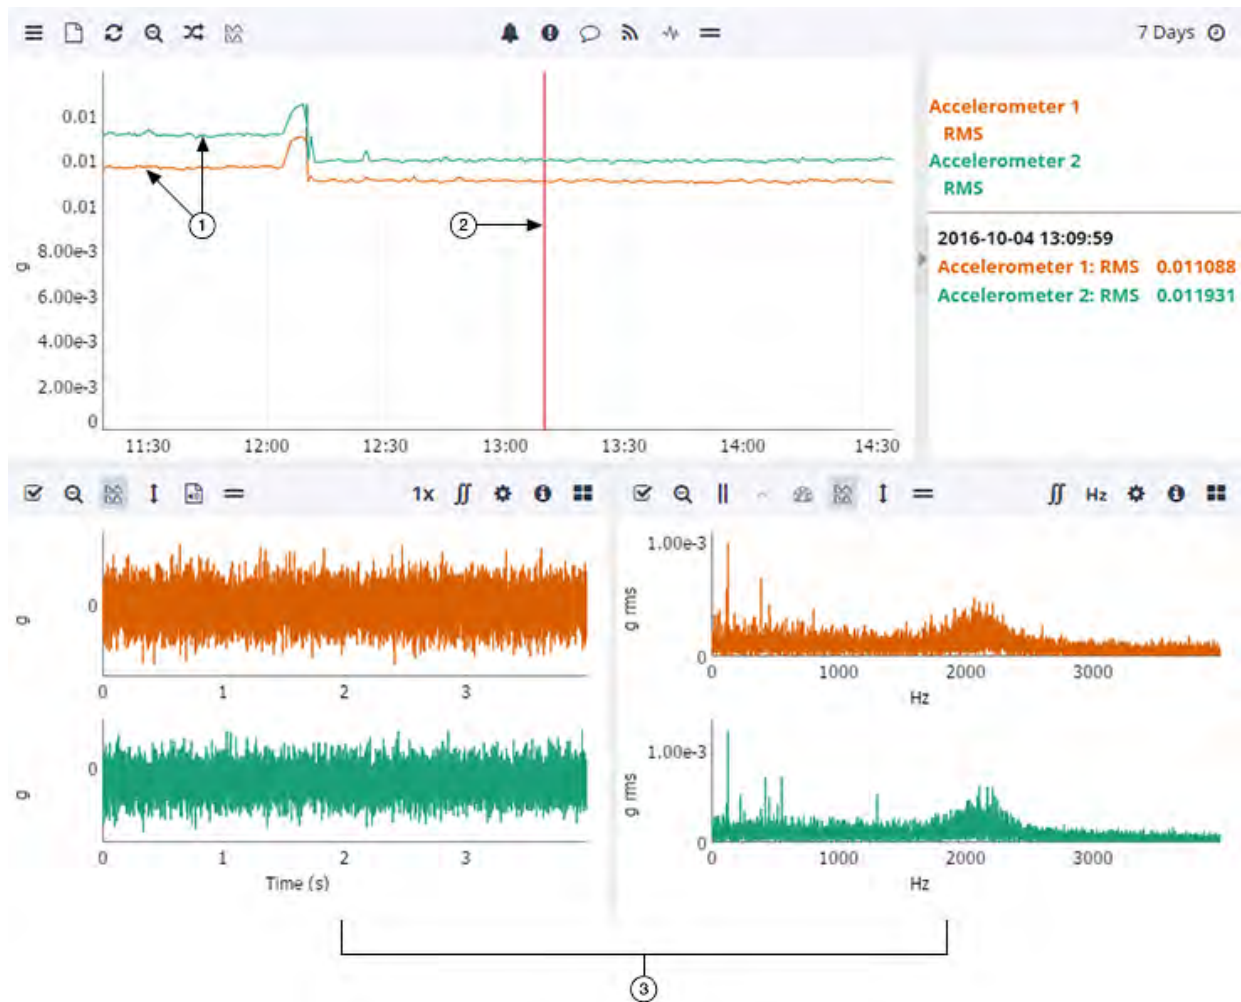 7 Days
0.01
0.01
0.01
8.00e-3
6.00e-3
4.00e-3
2.00e-3
0
g
11:30 12:00 12:30 13:00 13:30 14:00 14:30
1
2
Accelerometer 1
RMS
Accelerometer 2
RMS
2016-10-04 13:09:59
Accelerometer 1: RMS 0.011088
Accelerometer 2: RMS 0.011931
1x
g
0
0 1 2 3
g
0
0 1 2 3
Time (s)
Hz
1.00e-3
g rms
0
0 1000 2000 3000
Hz
1.00e-3
g rms
0
0 1000 2000 3000
Hz
3